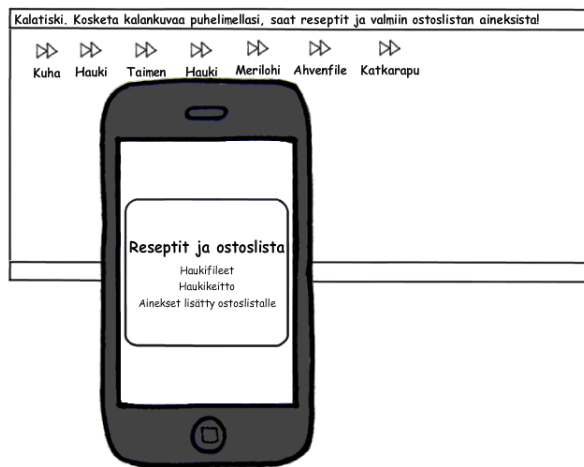 Kalatiski. Kosketa kalankuvaa puhelimellasi, saat reseptit ja valmiin ostoslistan aineksista!
Kuha Hauki Taimen Hauki Merilohi Ahvenfile Katkarapu
Reseptit ja ostoslista
Haukifileet
Haukikeitto
Ainekset lisätty ostoslistalle